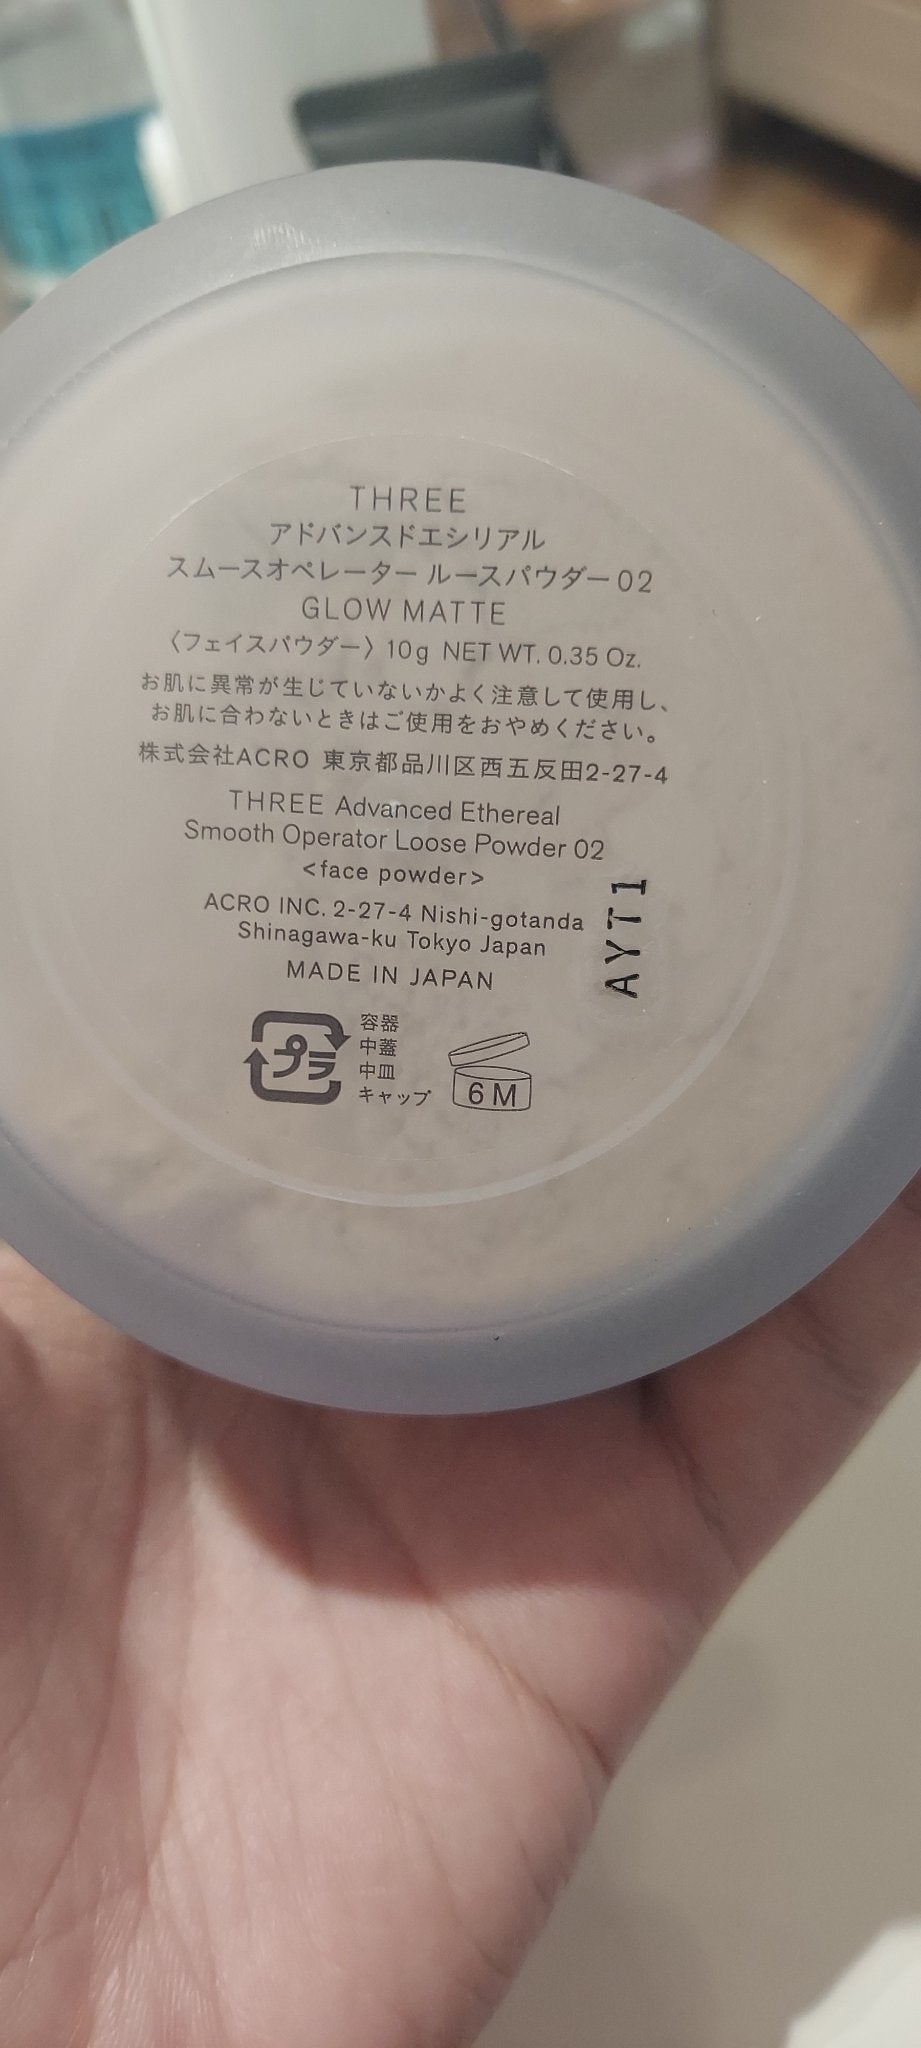 THREE
アドバンスドエシリアル
スムースオペレーター ルースパウダー 02
GLOW MATTE
〈フェイスパウダー〉10g NET WT. 0.35 Oz.
お肌に異常が生じていないかよく注意して使用し、
お肌に合わないときはご使用をおやめください。
株式会社ACRO 東京都品川区西五反田2-27-4
THREE Advanced Ethereal
Smooth Operator Loose Powder 02
<face powder>
ACRO INC. 2-27-4 Nishi-gotanda
Shinagawa-ku Tokyo Japan
MADE IN JAPAN
AYT1
プラ
容器
中蓋
中皿
キャップ
6M